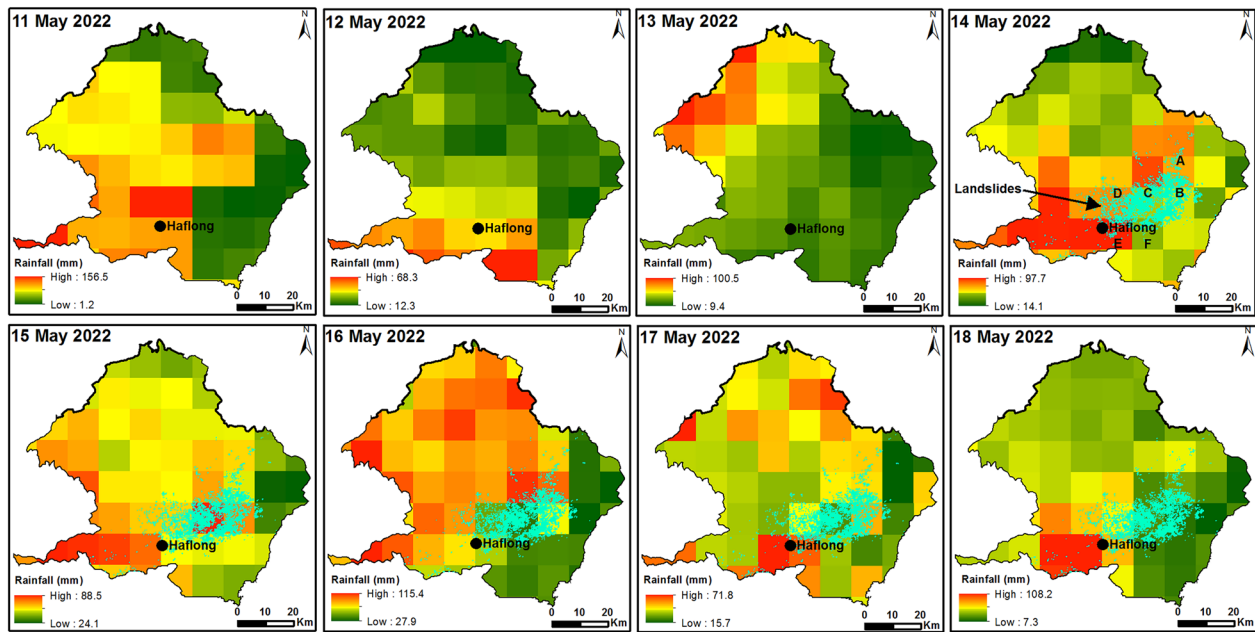 11 May 2022
N
Haflong
Rainfall (mm)
High : 156.5
Low : 1.2
0 10 20
Km
12 May 2022
N
Haflong
Rainfall (mm)
High : 68.3
Low : 12.3
0 10 20
Km
13 May 2022
N
Haflong
Rainfall (mm)
High : 100.5
Low : 9.4
0 10 20
Km
14 May 2022
N
A
Landslides
D C B
Haflong
E F
Rainfall (mm)
High : 97.7
Low : 14.1
0 10 20
Km
15 May 2022
N
Haflong
Rainfall (mm)
High : 88.5
Low : 24.1
0 10 20
Km
16 May 2022
N
Haflong
Rainfall (mm)
High : 115.4
Low : 27.9
0 10 20
Km
17 May 2022
N
Haflong
Rainfall (mm)
High : 71.8
Low : 15.7
0 10 20
Km
18 May 2022
N
Haflong
Rainfall (mm)
High : 108.2
Low : 7.3
0 10 20
Km